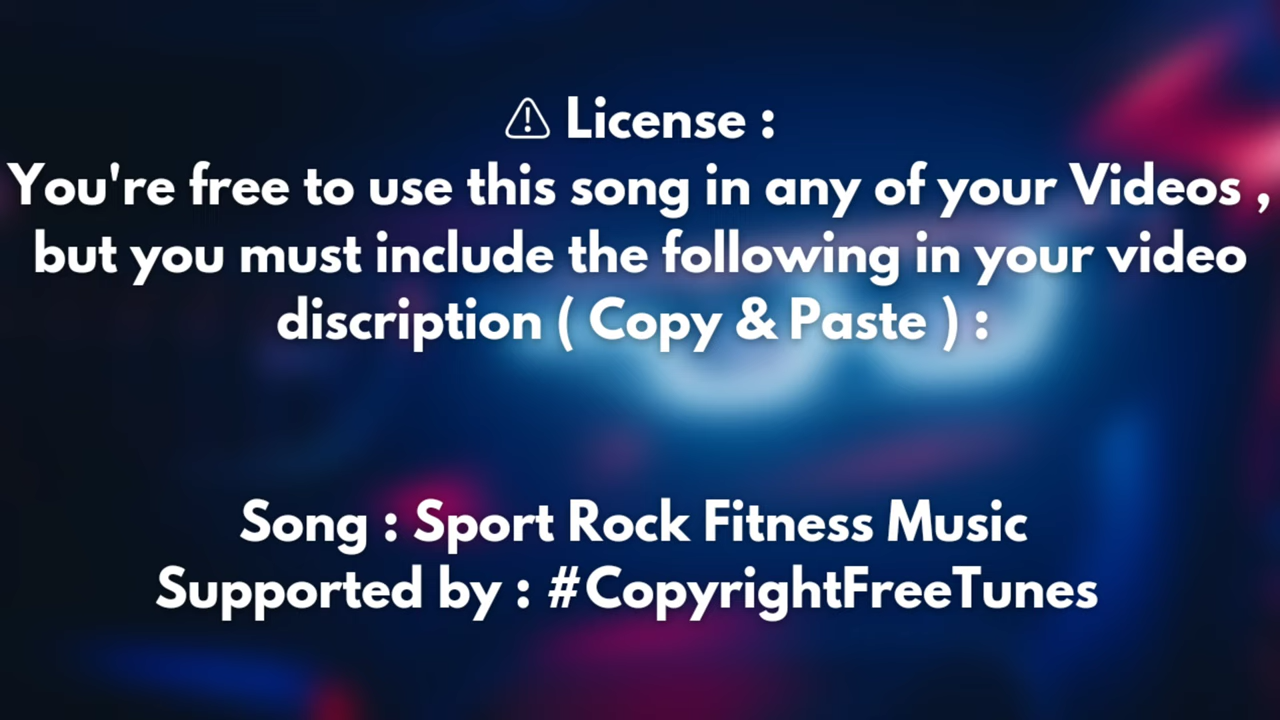 ⚠ License :
You're free to use this song in any of your Videos ,
but you must include the following in your video
discription ( Copy & Paste ) :
Song : Sport Rock Fitness Music
Supported by : #CopyrightFreeTunes